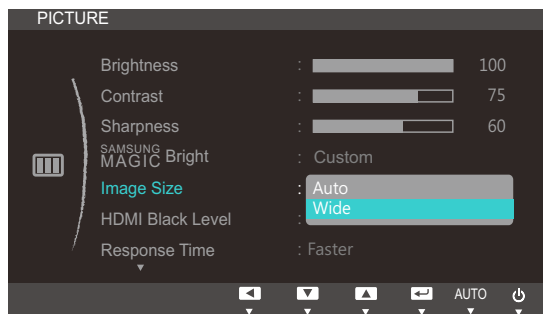 PICTURE
Brightness : 100
Contrast : 75
Sharpness : 60
SAMSUNG MAGIC Bright : Custom
Image Size : Auto
Wide
HDMI Black Level :
Response Time : Faster
AUTO